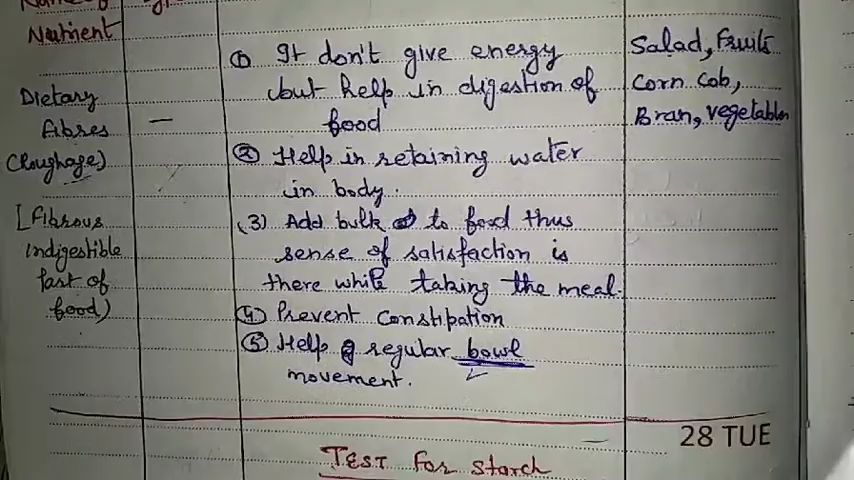 Nutrient
① It don't give energy
but help in digestion of
food
② Help in retaining water
in body.
(3) Add bulk to food thus
sense of satisfaction is
there while taking the meal.
④ Prevent constipation
⑤ Help regular bowl
movement.
Dietary
Fibres —
(Roughage)
[Fibrous
indigestible
part of
food)
Salad, Fruits
Corn Cob,
Bran, vegetables
28 TUE
TEST for Starch